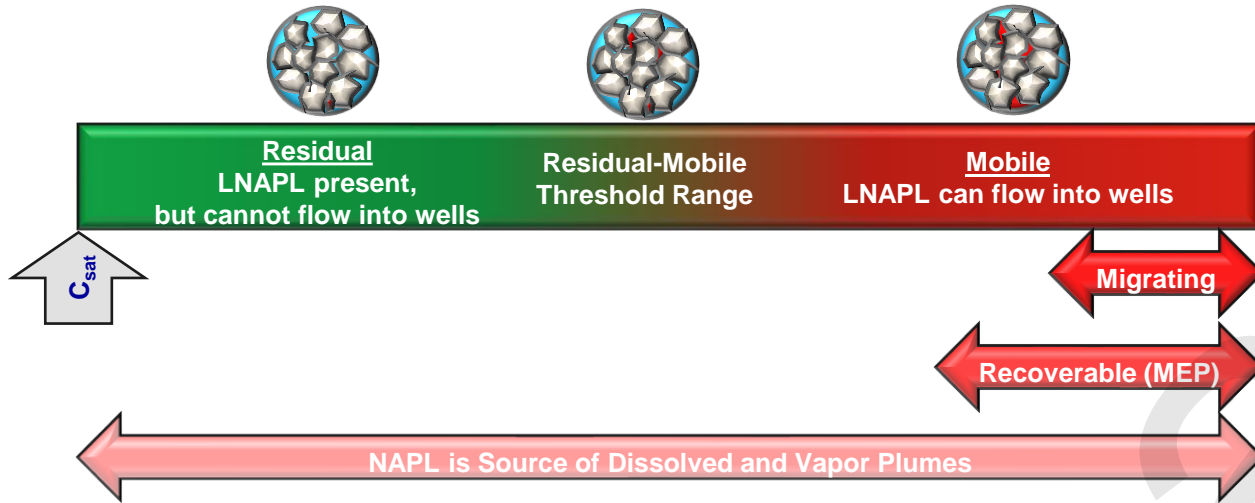 Residual
LNAPL present,
but cannot flow into wells
Residual-Mobile
Threshold Range
Mobile
LNAPL can flow into wells
Csat
Migrating
Recoverable (MEP)
NAPL is Source of Dissolved and Vapor Plumes